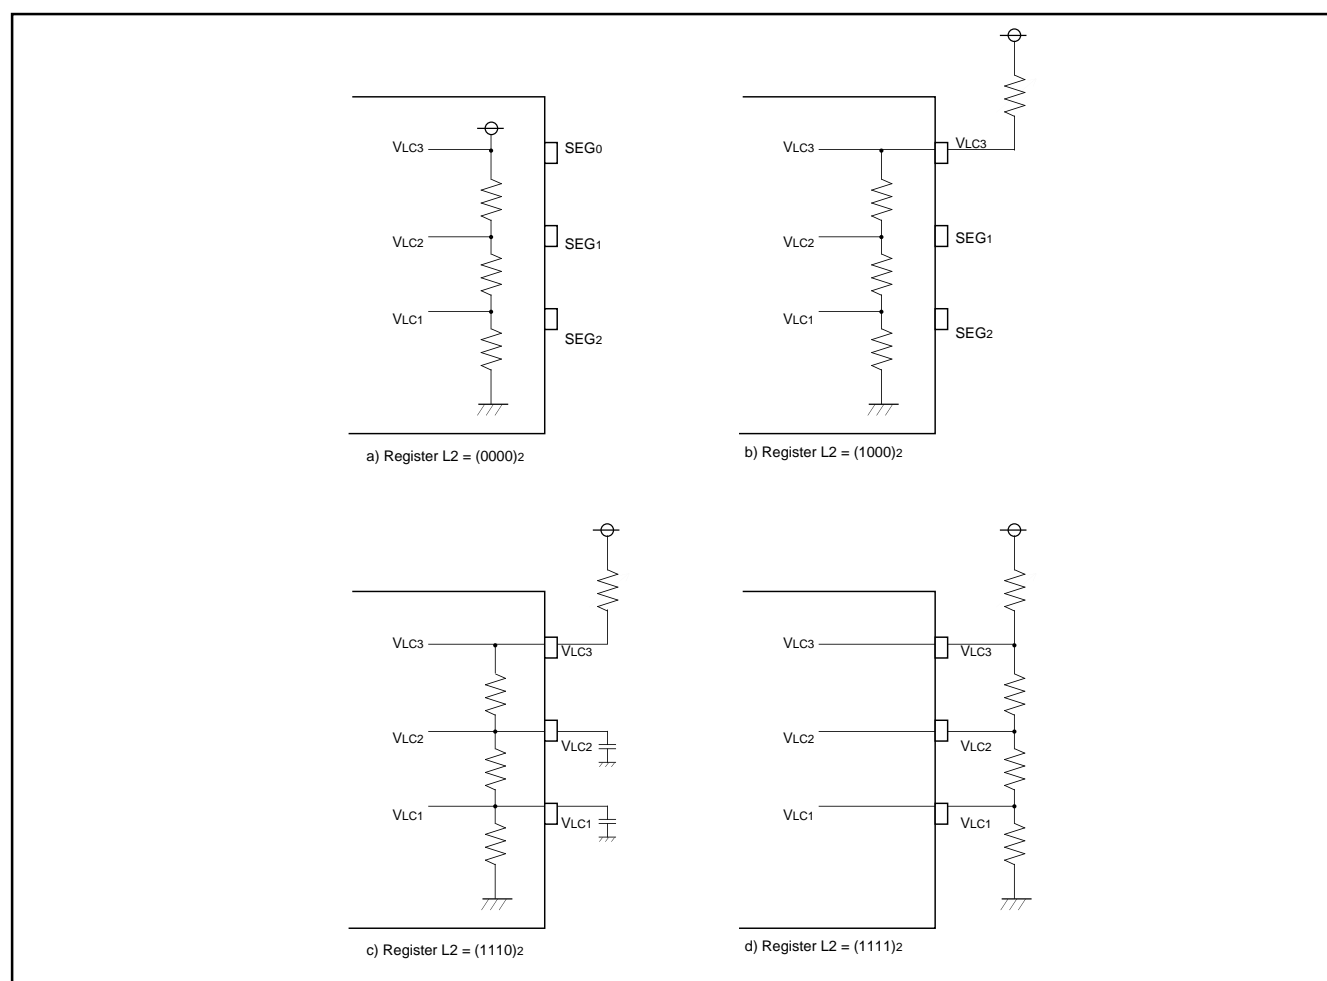 VLC3
SEG0
VLC2
SEG1
VLC1
SEG2
a) Register L2 = (0000)2
VLC3
VLC3
VLC2
SEG1
VLC1
SEG2
b) Register L2 = (1000)2
VLC3
VLC3
VLC2
VLC2
VLC1
VLC1
c) Register L2 = (1110)2
VLC3
VLC3
VLC2
VLC2
VLC1
VLC1
d) Register L2 = (1111)2